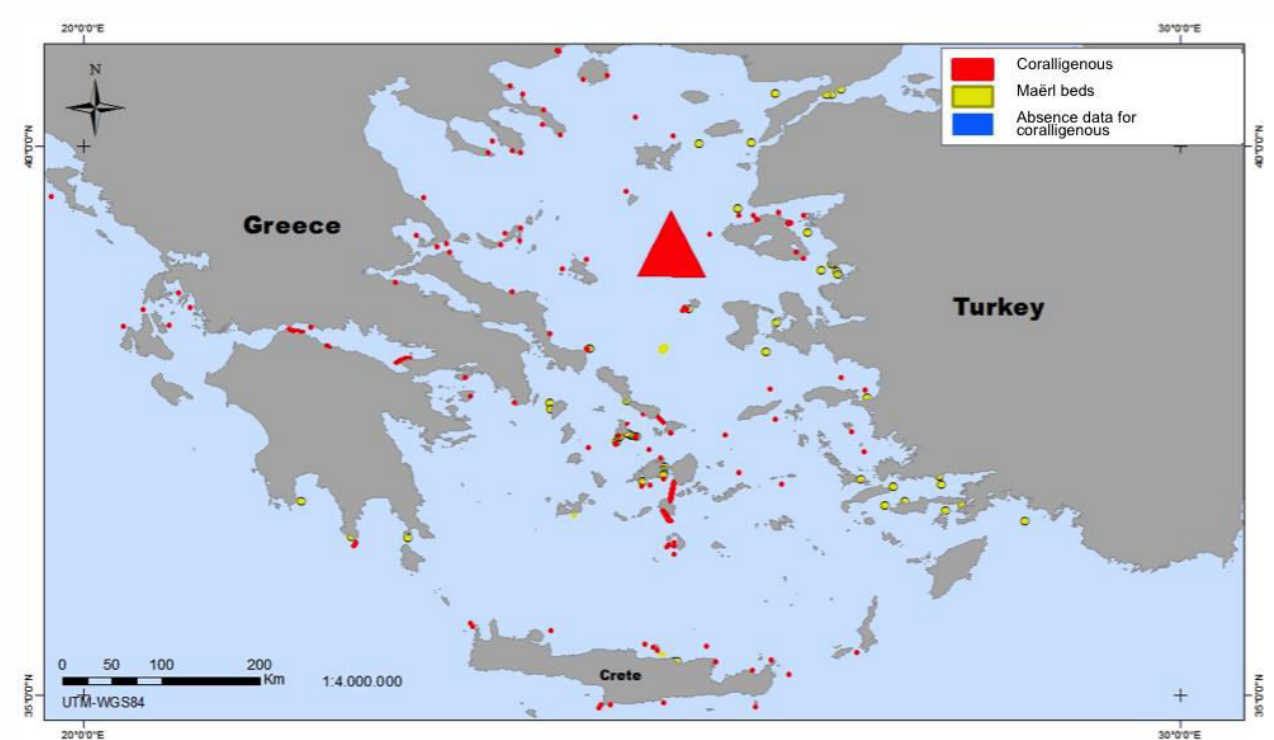 20°0'0"E
30°0'0"E
N
Coralligenous
Maërl beds
Absence data for
coralligenous
40°0'0"N
40°0'0"N
Greece
Turkey
Crete
0 50 100 200
Km
1:4.000.000
UTM-WGS84
35°0'0"N
35°0'0"N
20°0'0"E
30°0'0"E